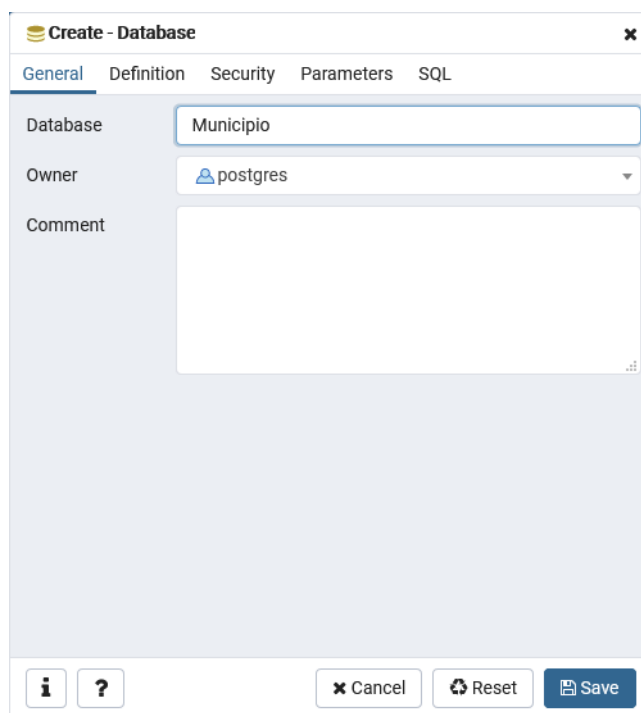 Create - Database
General Definition Security Parameters SQL
Database Municipio
Owner postgres
Comment
i ? Cancel Reset Save